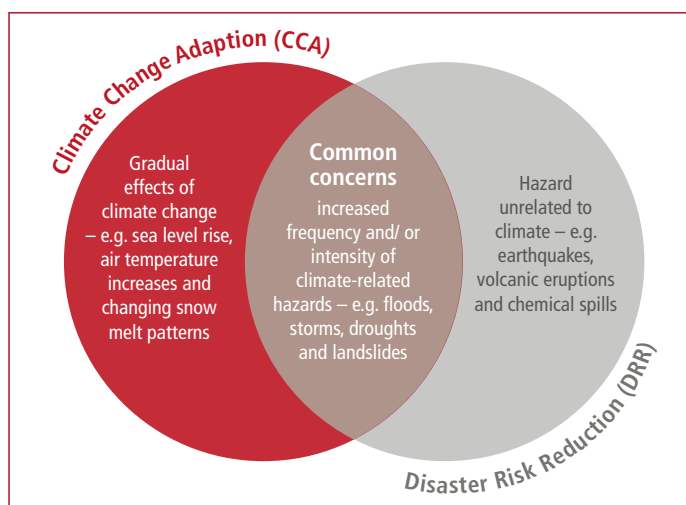 Climate Change Adaption (CCA)
Gradual
effects of
climate change
– e.g. sea level rise,
air temperature
increases and
changing snow
melt patterns
Common
concerns
increased
frequency and/ or
intensity of
climate-related
hazards – e.g. floods,
storms, droughts
and landslides
Hazard
unrelated to
climate – e.g.
earthquakes,
volcanic eruptions
and chemical spills
Disaster Risk Reduction (DRR)